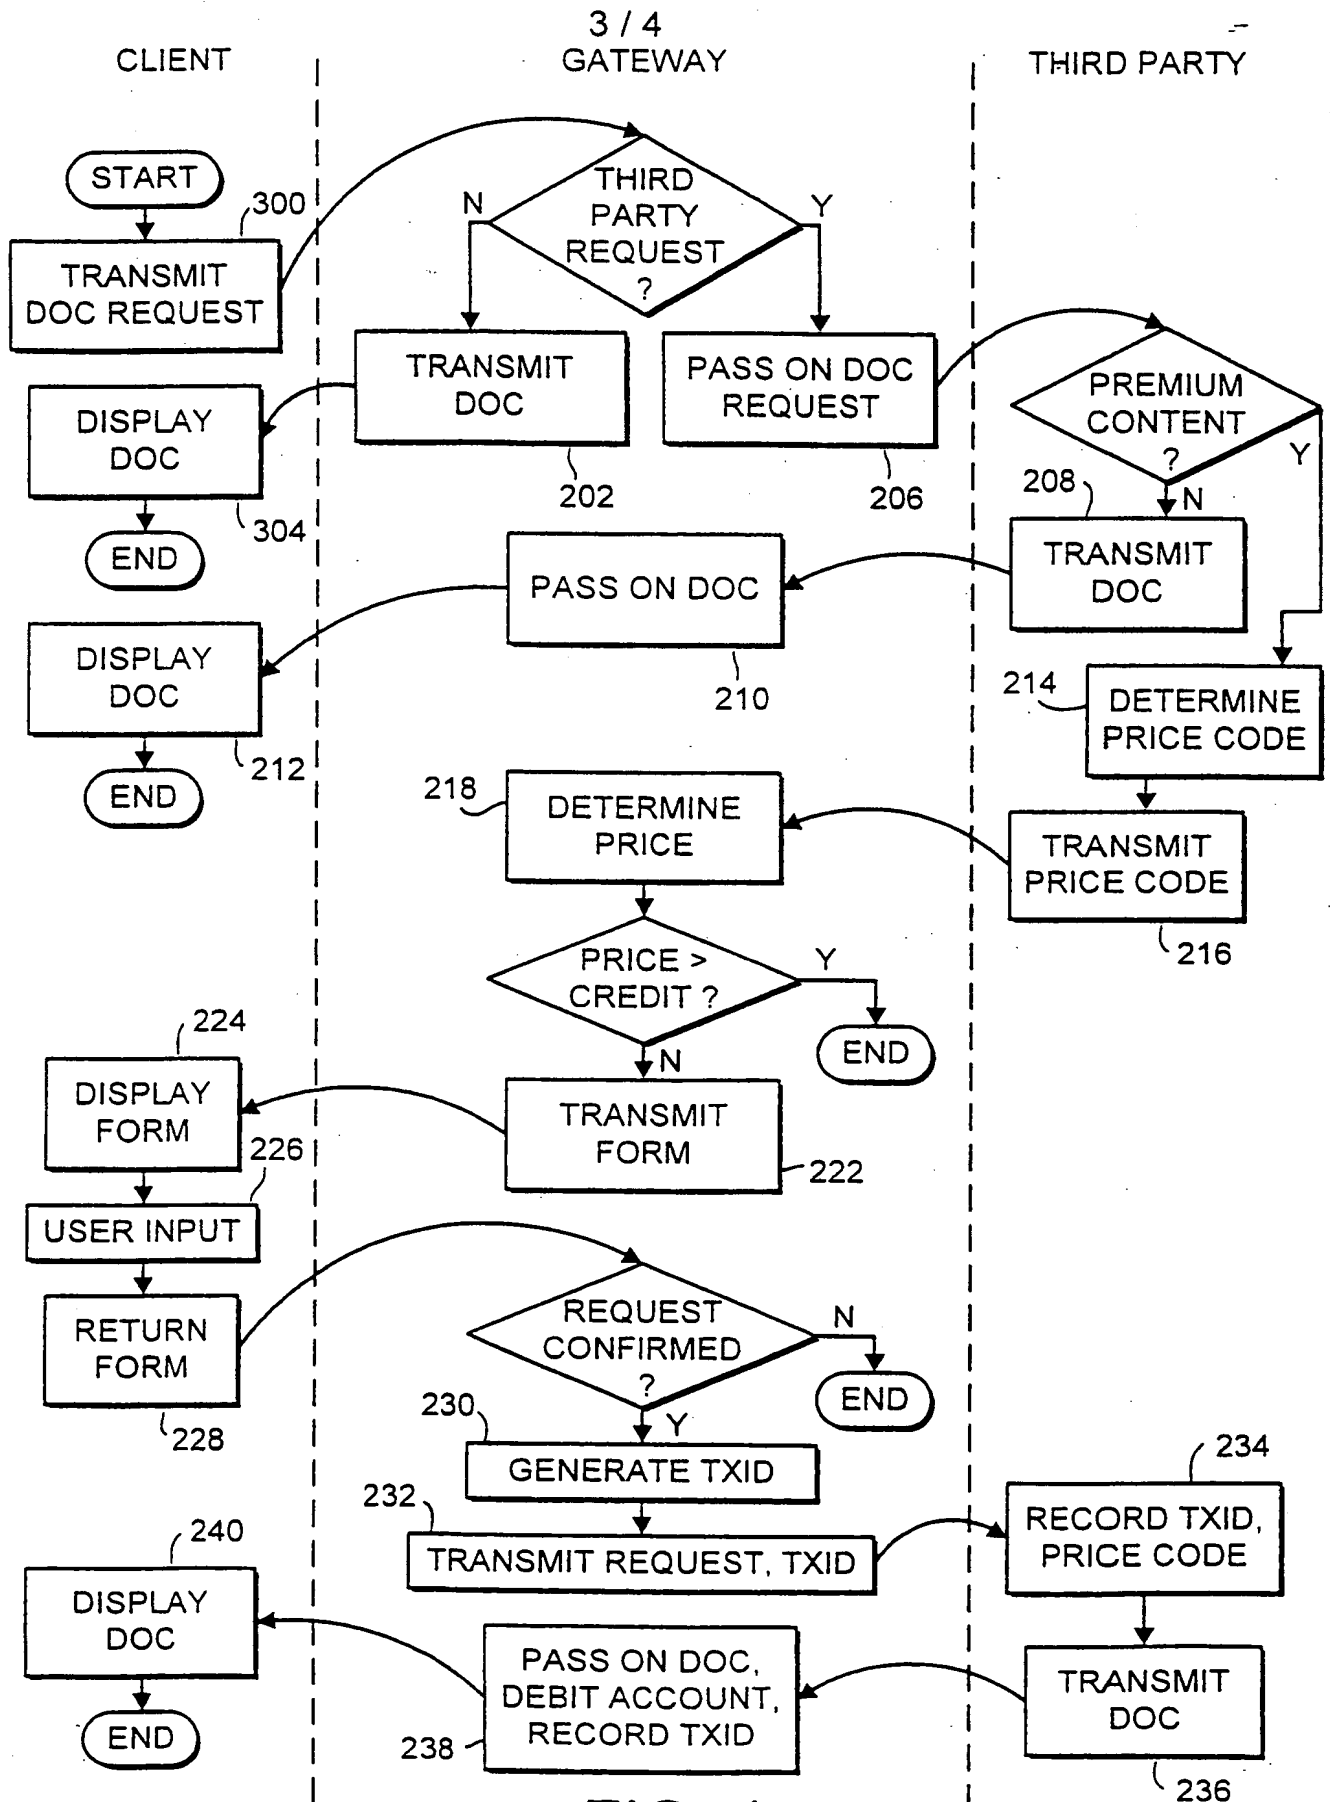 3 / 4
CLIENT
GATEWAY
THIRD PARTY
START
300
TRANSMIT
DOC REQUEST
THIRD
PARTY
REQUEST
?
N
Y
TRANSMIT
DOC
202
PASS ON DOC
REQUEST
206
PREMIUM
CONTENT
?
Y
N
DISPLAY
DOC
304
END
208
TRANSMIT
DOC
PASS ON DOC
210
DISPLAY
DOC
212
END
214
DETERMINE
PRICE CODE
TRANSMIT
PRICE CODE
216
218
DETERMINE
PRICE
PRICE >
CREDIT ?
Y
END
N
TRANSMIT
FORM
222
224
DISPLAY
FORM
226
USER INPUT
RETURN
FORM
228
REQUEST
CONFIRMED
?
N
END
Y
230
GENERATE TXID
232
TRANSMIT REQUEST, TXID
234
RECORD TXID,
PRICE CODE
TRANSMIT
DOC
236
PASS ON DOC,
DEBIT ACCOUNT,
RECORD TXID
238
240
DISPLAY
DOC
END